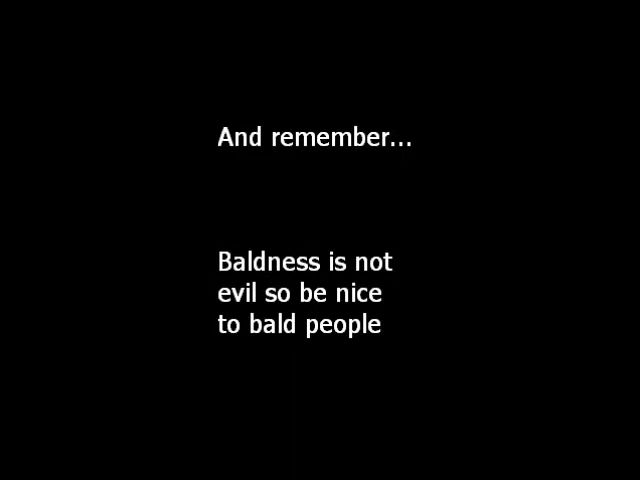 And remember...
Baldness is not
evil so be nice
to bald people